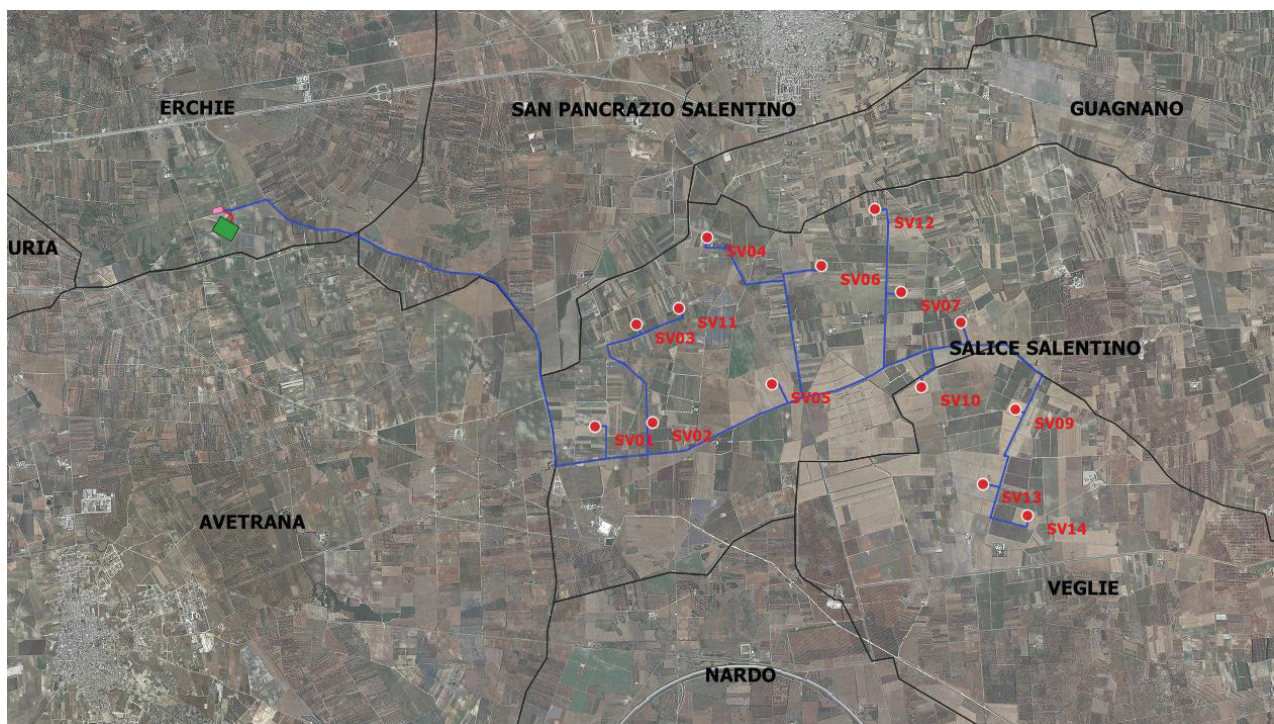 ERCHIE
SAN PANCRAZIO SALENTINO
GUAGNANO
SV12
URIA
SV04
SV06
SV11
SV07
SV03
SALICE SALENTINO
SV05
SV10
SV09
SV01
SV02
SV13
AVETRANA
SV14
VEGLIE
NARDO